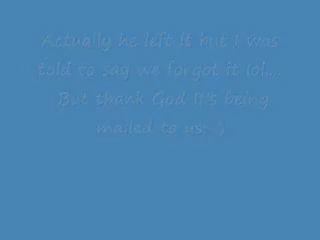 Actually he left it but I was
told to say we forgot it lol...
But thank God It's being
mailed to us: )